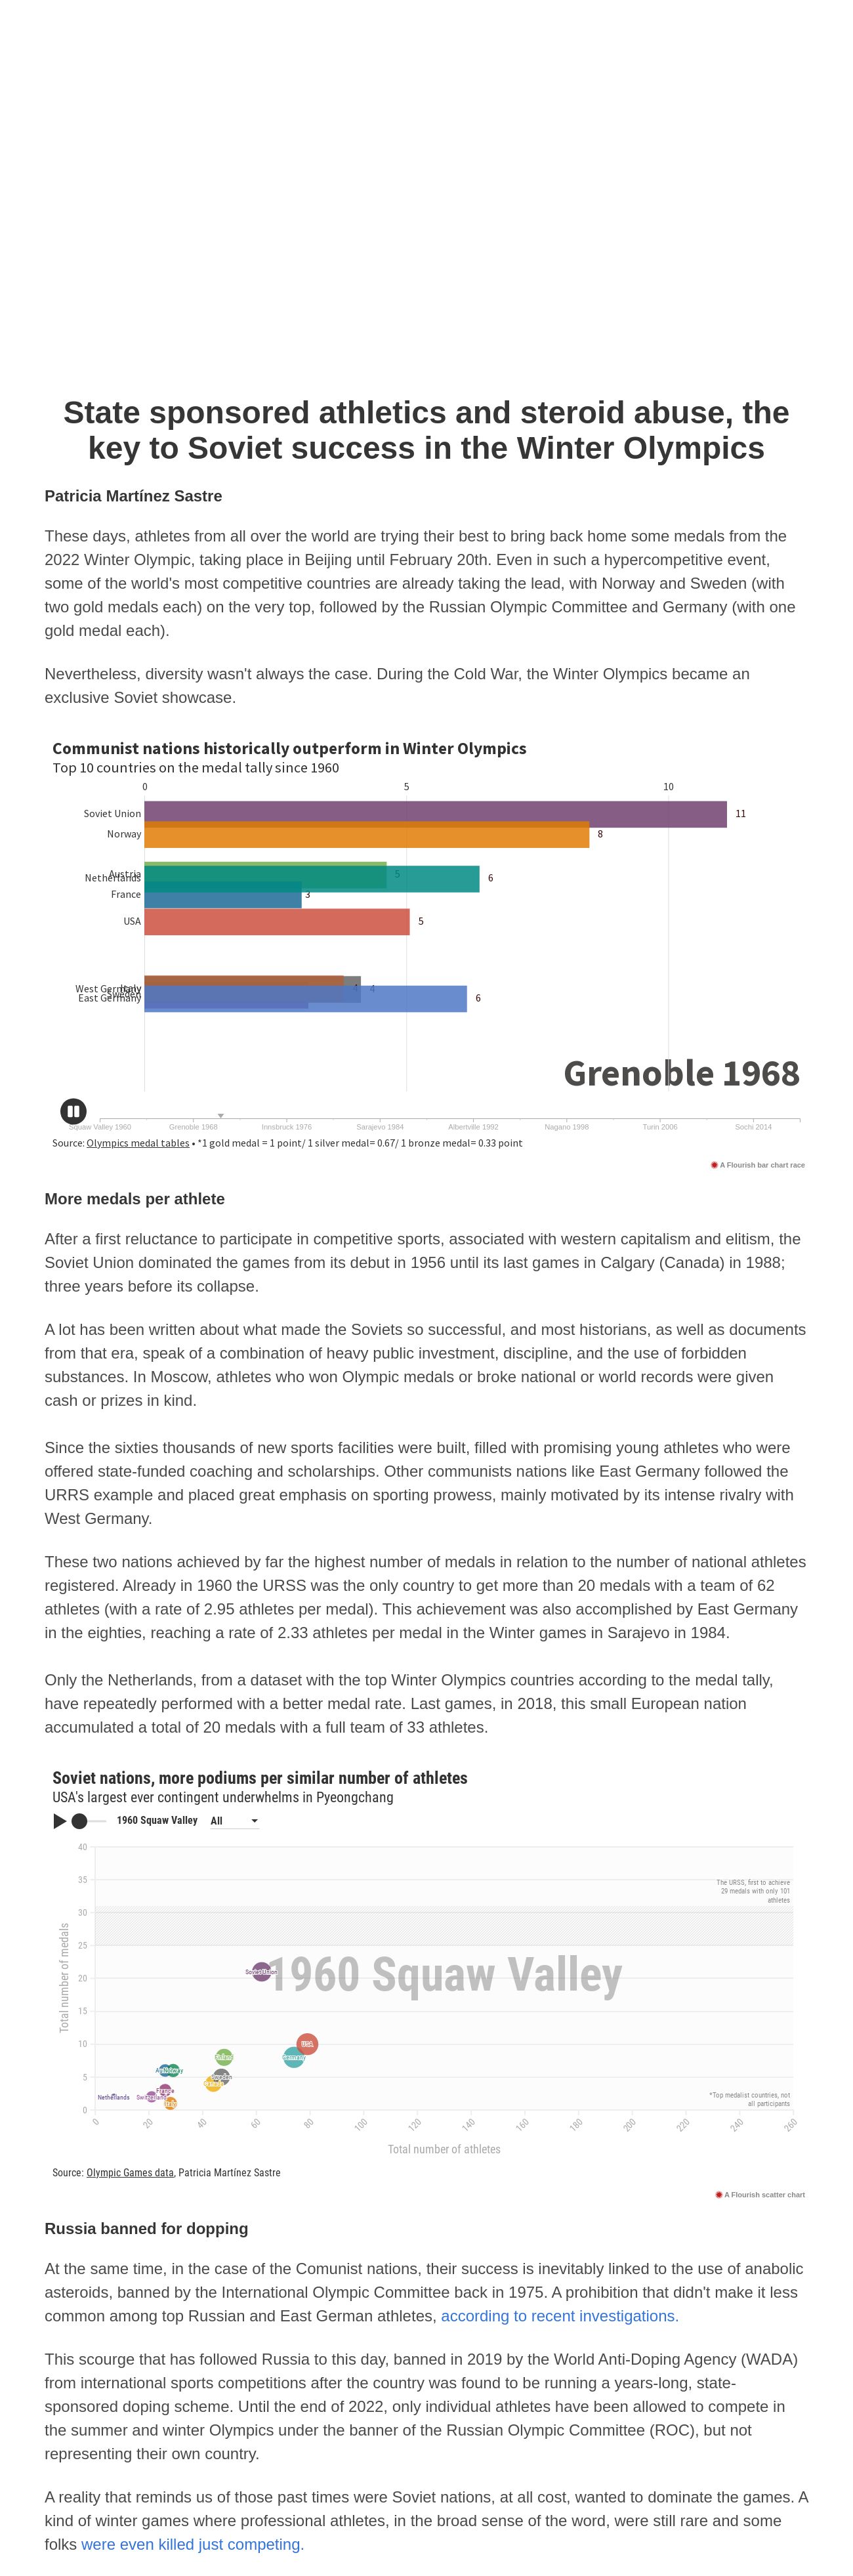 State sponsored athletics and steroid abuse, the
key to Soviet success in the Winter Olympics
Patricia Martínez Sastre
These days, athletes from all over the world are trying their best to bring back home some medals from the
2022 Winter Olympic, taking place in Beijing until February 20th. Even in such a hypercompetitive event,
some of the world's most competitive countries are already taking the lead, with Norway and Sweden (with
two gold medals each) on the very top, followed by the Russian Olympic Committee and Germany (with one
gold medal each).
Nevertheless, diversity wasn't always the case. During the Cold War, the Winter Olympics became an
exclusive Soviet showcase.
Communist nations historically outperform in Winter Olympics
Top 10 countries on the medal tally since 1960
0 5 10
Soviet Union 11
Norway 8
Austria 5
Netherlands 6
France 3
USA 5
West Germany 4
Italy 4
Sweden
East Germany 6
Grenoble 1968
Squaw Valley 1960 Grenoble 1968 Innsbruck 1976 Sarajevo 1984 Albertville 1992 Nagano 1998 Turin 2006 Sochi 2014
Source: Olympics medal tables • *1 gold medal = 1 point/ 1 silver medal= 0.67/ 1 bronze medal= 0.33 point
A Flourish bar chart race
More medals per athlete
After a first reluctance to participate in competitive sports, associated with western capitalism and elitism, the
Soviet Union dominated the games from its debut in 1956 until its last games in Calgary (Canada) in 1988;
three years before its collapse.
A lot has been written about what made the Soviets so successful, and most historians, as well as documents
from that era, speak of a combination of heavy public investment, discipline, and the use of forbidden
substances. In Moscow, athletes who won Olympic medals or broke national or world records were given
cash or prizes in kind.
Since the sixties thousands of new sports facilities were built, filled with promising young athletes who were
offered state-funded coaching and scholarships. Other communists nations like East Germany followed the
URRS example and placed great emphasis on sporting prowess, mainly motivated by its intense rivalry with
West Germany.
These two nations achieved by far the highest number of medals in relation to the number of national athletes
registered. Already in 1960 the URSS was the only country to get more than 20 medals with a team of 62
athletes (with a rate of 2.95 athletes per medal). This achievement was also accomplished by East Germany
in the eighties, reaching a rate of 2.33 athletes per medal in the Winter games in Sarajevo in 1984.
Only the Netherlands, from a dataset with the top Winter Olympics countries according to the medal tally,
have repeatedly performed with a better medal rate. Last games, in 2018, this small European nation
accumulated a total of 20 medals with a full team of 33 athletes.
Soviet nations, more podiums per similar number of athletes
USA's largest ever contingent underwhelms in Pyeongchang
1960 Squaw Valley All
40
35
The URSS, first to achieve
29 medals with only 101
athletes
30
25
1960 Squaw Valley
Soviet Union
20
15
10
USA
Finland Germany
Norway
5
Sweden
France
Netherlands Switzerland
*Top medalist countries, not
all participants
0
0 20 40 60 80 100 120 140 160 180 200 220 240 260
Total number of medals
Total number of athletes
Source: Olympic Games data, Patricia Martínez Sastre
A Flourish scatter chart
Russia banned for dopping
At the same time, in the case of the Comunist nations, their success is inevitably linked to the use of anabolic
asteroids, banned by the International Olympic Committee back in 1975. A prohibition that didn't make it less
common among top Russian and East German athletes, according to recent investigations.
This scourge that has followed Russia to this day, banned in 2019 by the World Anti-Doping Agency (WADA)
from international sports competitions after the country was found to be running a years-long, state-
sponsored doping scheme. Until the end of 2022, only individual athletes have been allowed to compete in
the summer and winter Olympics under the banner of the Russian Olympic Committee (ROC), but not
representing their own country.
A reality that reminds us of those past times were Soviet nations, at all cost, wanted to dominate the games. A
kind of winter games where professional athletes, in the broad sense of the word, were still rare and some
folks were even killed just competing.